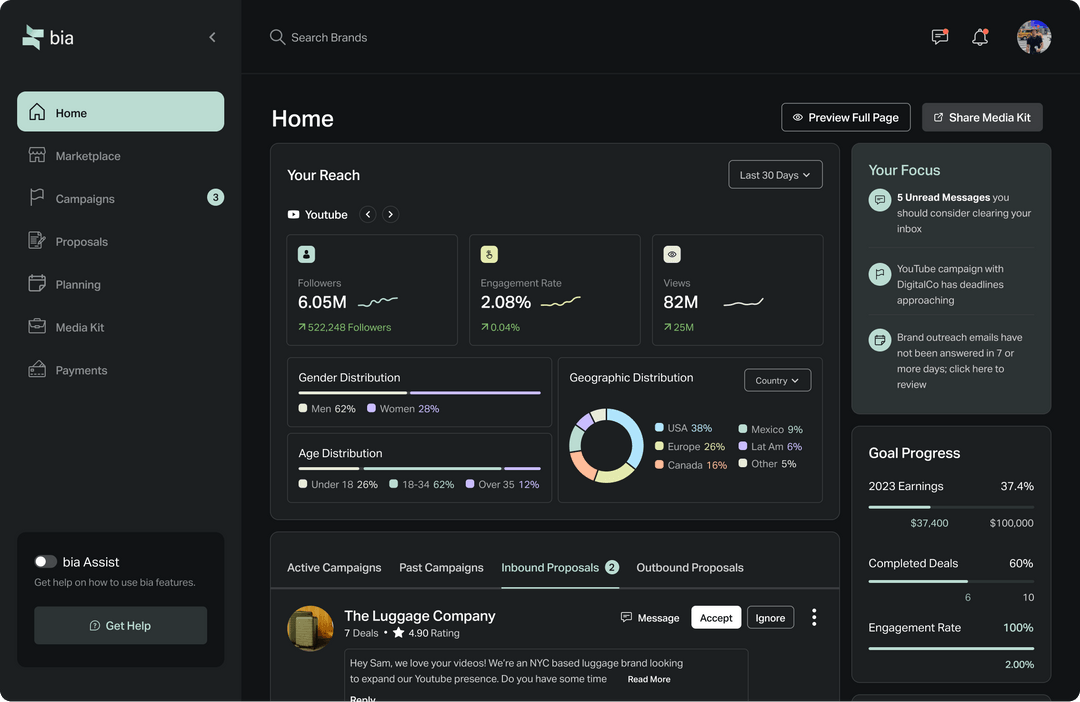 bia
Search Brands
Home
Marketplace
Campaigns
3
Proposals
Planning
Media Kit
Payments
bia Assist
Get help on how to use bia features.
Get Help
Home
Preview Full Page
Share Media Kit
Your Reach
Last 30 Days
Youtube
Followers
6.05M
522,248 Followers
Engagement Rate
2.08%
0.04%
Views
82M
25M
Gender Distribution
Men 62%
Women 28%
Age Distribution
Under 18 26%
18-34 62%
Over 35 12%
Geographic Distribution
Country
USA 38%
Europe 26%
Canada 16%
Mexico 9%
Lat Am 6%
Other 5%
Active Campaigns
Past Campaigns
Inbound Proposals 2
Outbound Proposals
The Luggage Company
7 Deals • 4.90 Rating
Message
Accept
Ignore
Hey Sam, we love your videos! We're an NYC based luggage brand looking
to expand our Youtube presence. Do you have some time
Read More
Reply
Your Focus
5 Unread Messages you
should consider clearing your
inbox
YouTube campaign with
DigitalCo has deadlines
approaching
Brand outreach emails have
not been answered in 7 or
more days; click here to
review
Goal Progress
2023 Earnings
37.4%
$37,400
$100,000
Completed Deals
60%
6
10
Engagement Rate
100%
2.00%